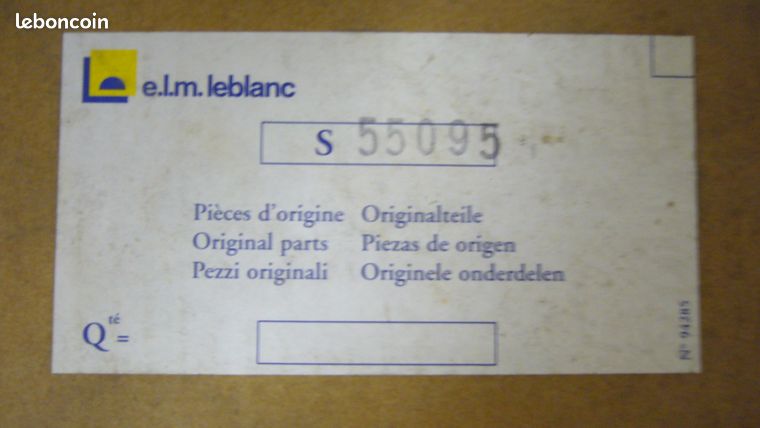 leboncoin
e.l.m. leblanc
S 55095
Pièces d'origine Originalteile
Original parts Piezas de origen
Pezzi originali Originele onderdelen
Qté =
N° 94285